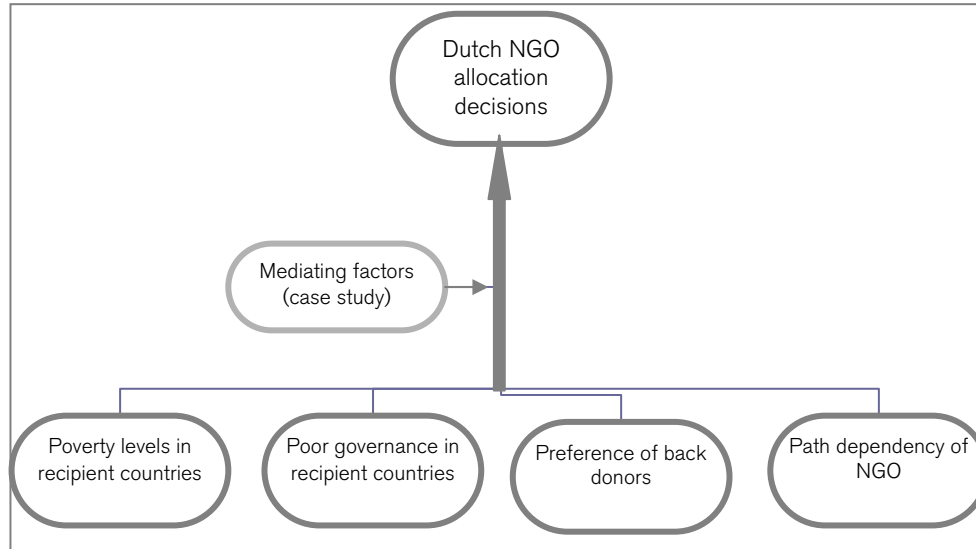 Dutch NGO
allocation
decisions
Mediating factors
(case study)
Poverty levels in
recipient countries
Poor governance in
recipient countries
Preference of back
donors
Path dependency of
NGO